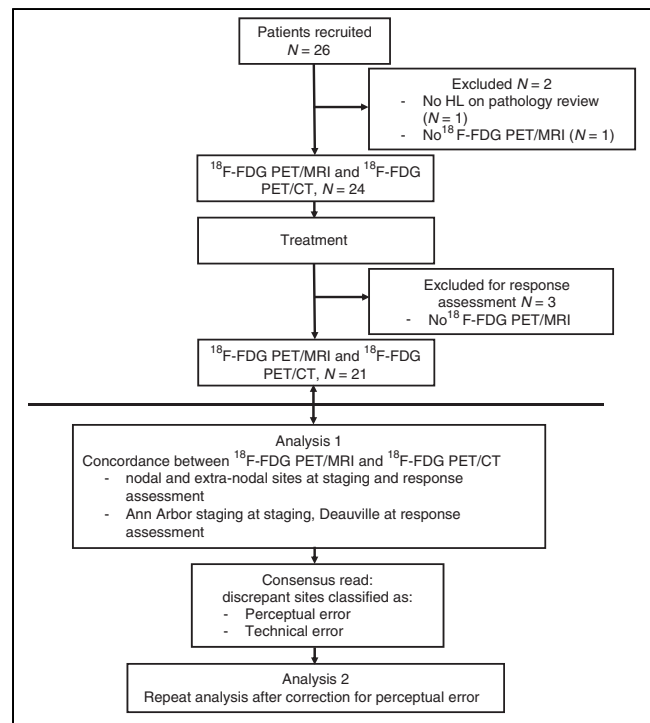 Patients recruited
N = 26
Excluded N = 2
- No HL on pathology review
(N = 1)
- No18 F-FDG PET/MRI (N = 1)
18F-FDG PET/MRI and 18F-FDG
PET/CT, N = 24
Treatment
Excluded for response
assessment N = 3
- No18 F-FDG PET/MRI
18F-FDG PET/MRI and 18F-FDG
PET/CT, N = 21
Analysis 1
Concordance between 18F-FDG PET/MRI and 18F-FDG PET/CT
- nodal and extra-nodal sites at staging and response
assessment
- Ann Arbor staging at staging, Deauville at response
assessment
Consensus read:
discrepant sites classified as:
- Perceptual error
- Technical error
Analysis 2
Repeat analysis after correction for perceptual error